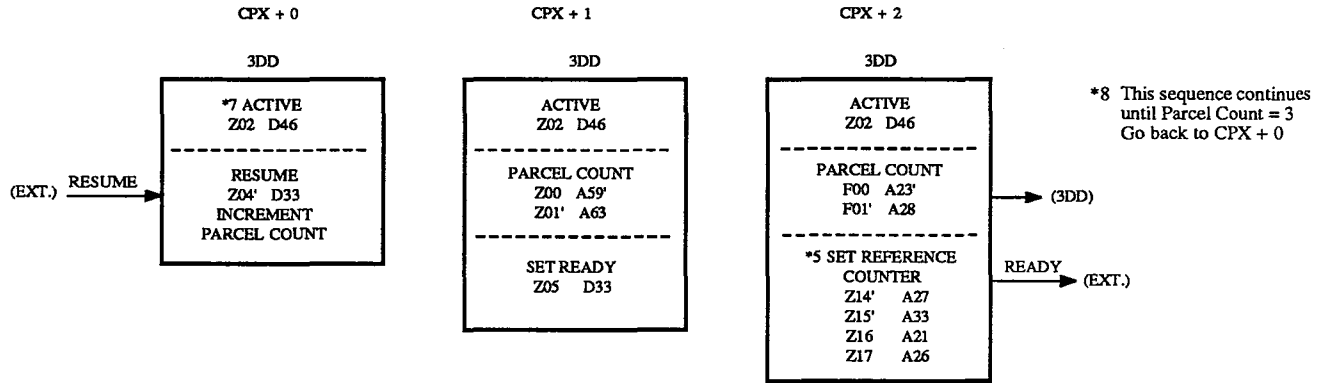 CPX + 0
CPX + 1
CPX + 2
3DD
3DD
3DD
*7 ACTIVE
Z02 D46
RESUME
Z04' D33
INCREMENT
PARCEL COUNT
(EXT.) RESUME
ACTIVE
Z02 D46
PARCEL COUNT
Z00 A59'
Z01' A63
SET READY
Z05 D33
ACTIVE
Z02 D46
PARCEL COUNT
F00 A23'
F01' A28
(3DD)
*5 SET REFERENCE
COUNTER
Z14' A27
Z15' A33
Z16 A21
Z17 A26
READY (EXT.)
*8 This sequence continues
until Parcel Count = 3
Go back to CPX + 0